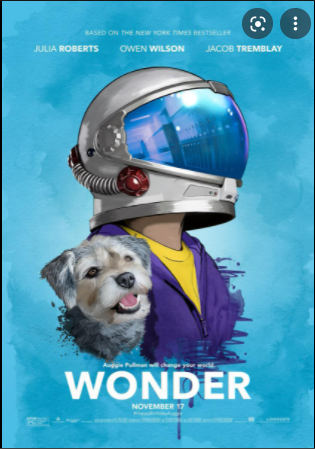 BASED ON THE NEW YORK TIMES BESTSELLER
JULIA ROBERTS OWEN WILSON JACOB TREMBLAY
Auggie Pullman will change your world.
WONDER
NOVEMBER 17